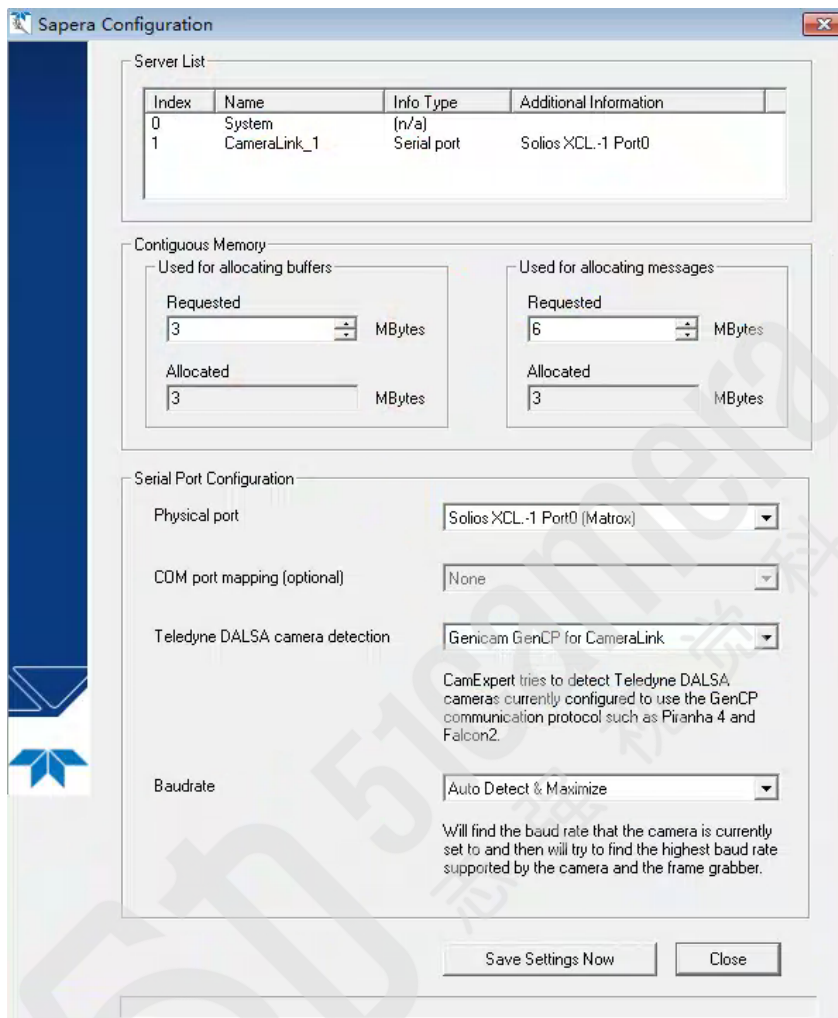 Sapera Configuration
Server List
Index Name Info Type Additional Information
0 System (n/a)
1 CameraLink_1 Serial port Solios XCL.-1 Port0
Contiguous Memory
Used for allocating buffers Used for allocating messages
Requested Requested
3 MBytes 6 MBytes
Allocated Allocated
3 MBytes 3 MBytes
Serial Port Configuration
Physical port Solios XCL.-1 Port0 (Matrox)
COM port mapping (optional) None
Teledyne DALSA camera detection Genicam GenCP for CameraLink
CamExpert tries to detect Teledyne DALSA
cameras currently configured to use the GenCP
communication protocol such as Piranha 4 and
Falcon2.
Baudrate Auto Detect & Maximize
Will find the baud rate that the camera is currently
set to and then will try to find the highest baud rate
supported by the camera and the frame grabber.
Save Settings Now Close
51camera
志强视觉科